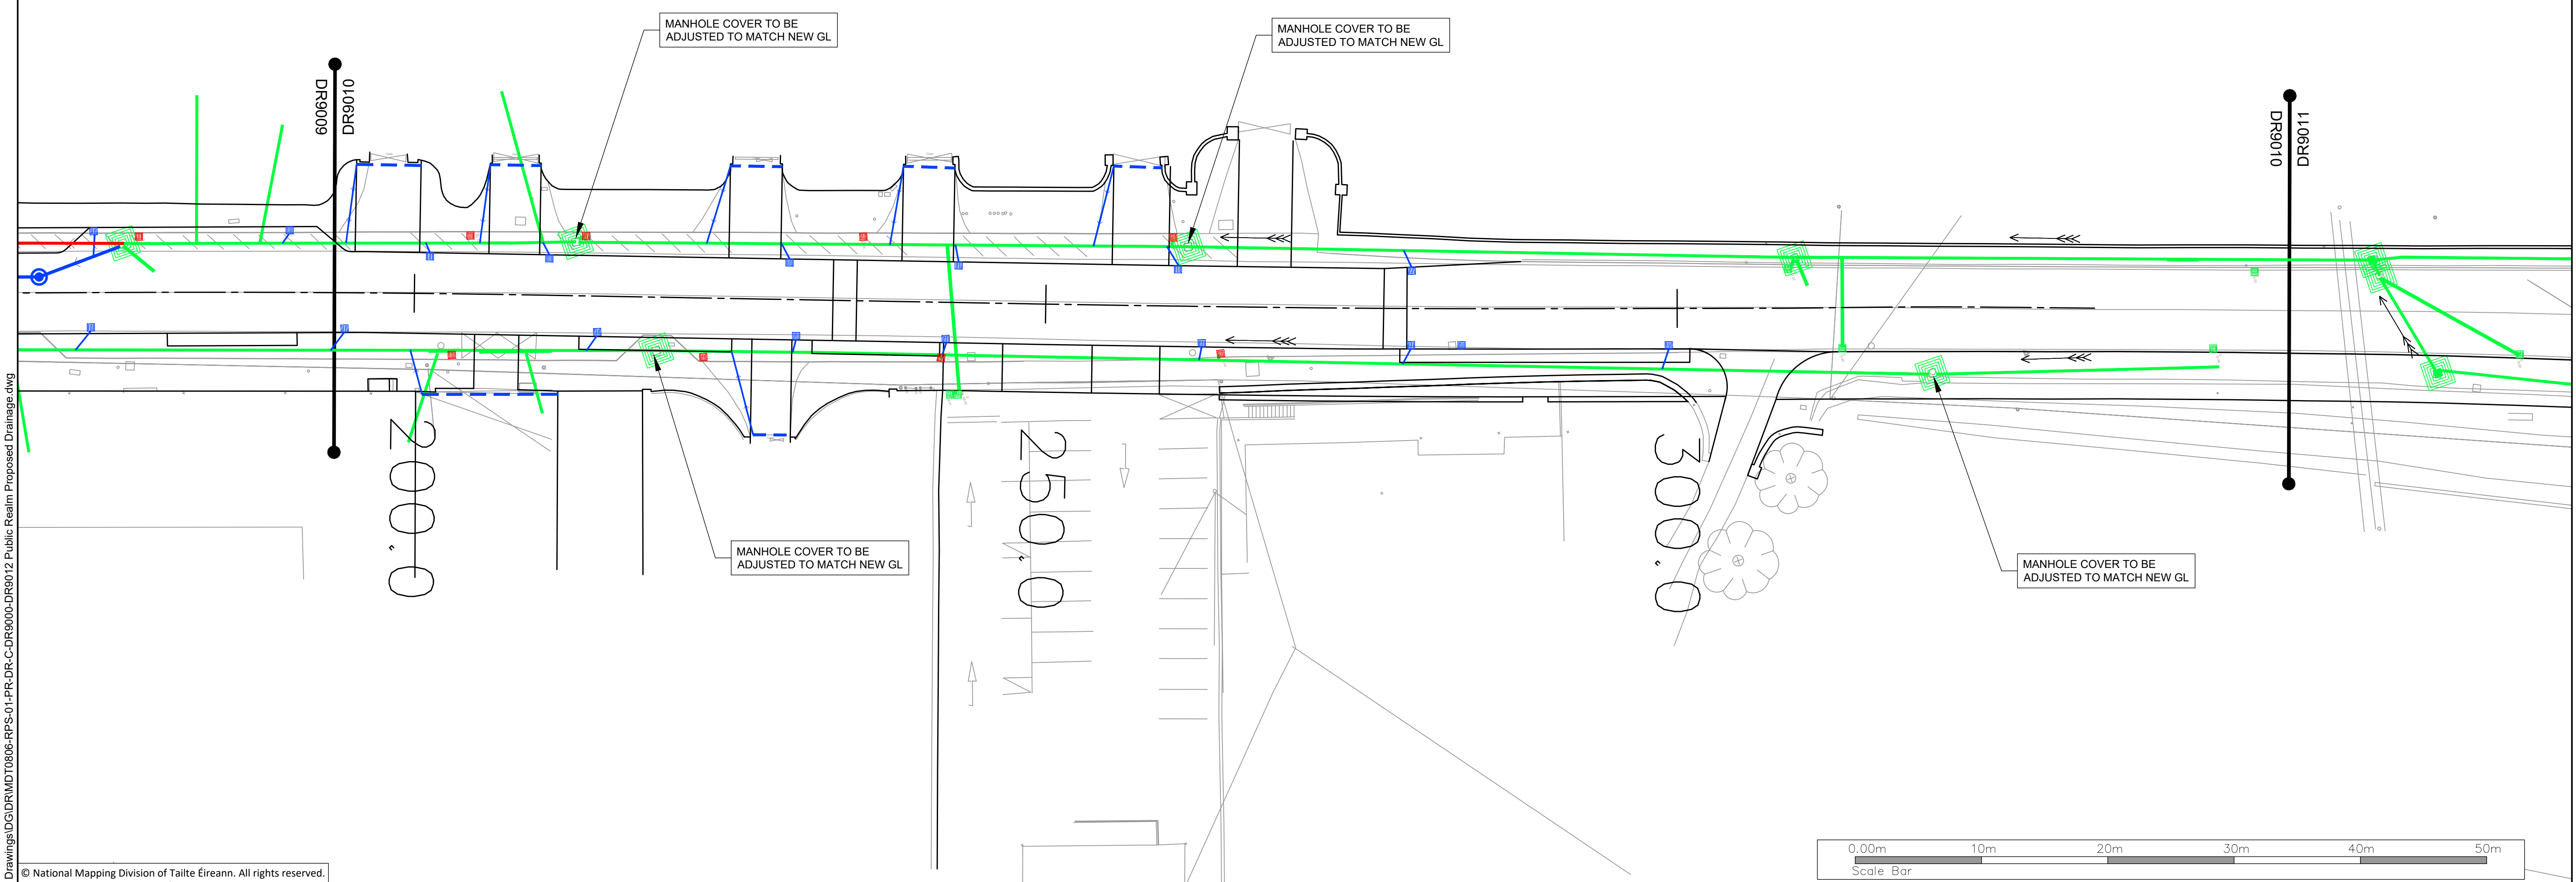 MANHOLE COVER TO BE
ADJUSTED TO MATCH NEW GL
MANHOLE COVER TO BE
ADJUSTED TO MATCH NEW GL
DR9009
DR9010
DR9010
DR9011
200.00
250.00
300.00
MANHOLE COVER TO BE
ADJUSTED TO MATCH NEW GL
MANHOLE COVER TO BE
ADJUSTED TO MATCH NEW GL
0.00m 10m 20m 30m 40m 50m
Scale Bar
Drawings\DG\DR\MDT0806-RPS-01-PR-DR-C-DR9000-DR9012 Public Realm Proposed Drainage.dwg
© National Mapping Division of Tailte Éireann. All rights reserved.